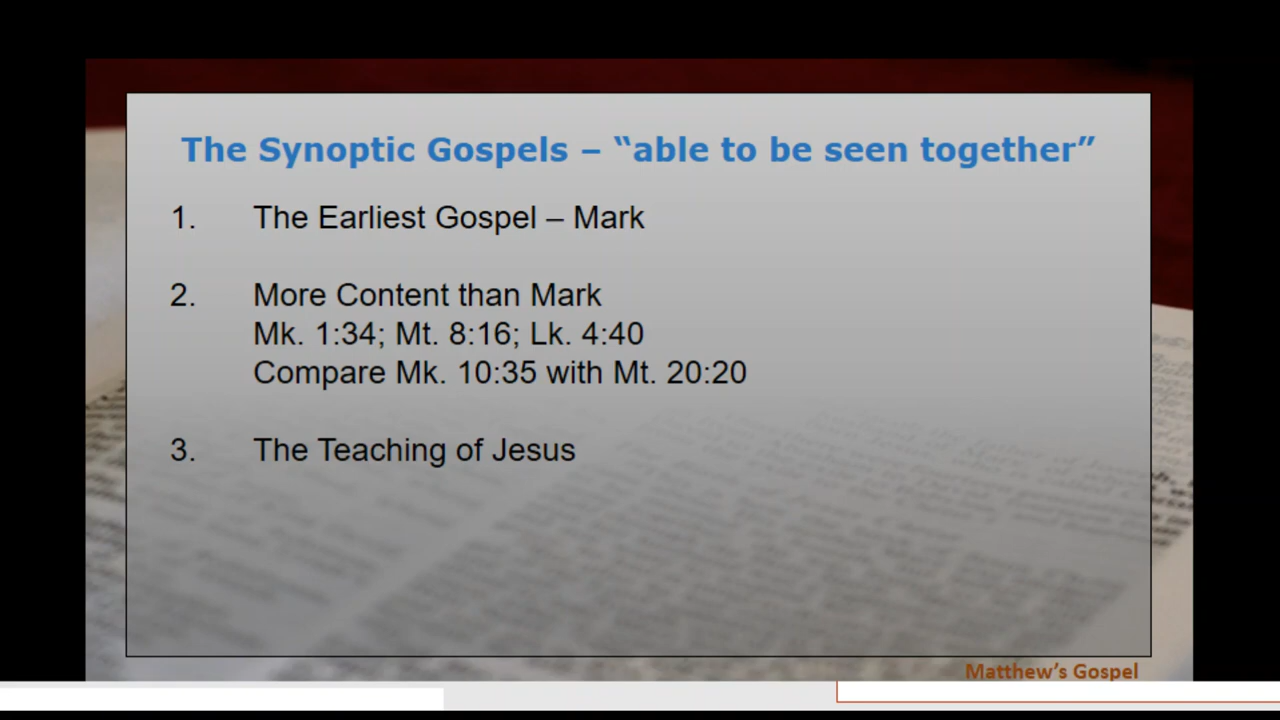 The Synoptic Gospels – “able to be seen together”
1. The Earliest Gospel – Mark
2. More Content than Mark
Mk. 1:34; Mt. 8:16; Lk. 4:40
Compare Mk. 10:35 with Mt. 20:20
3. The Teaching of Jesus
Matthew’s Gospel